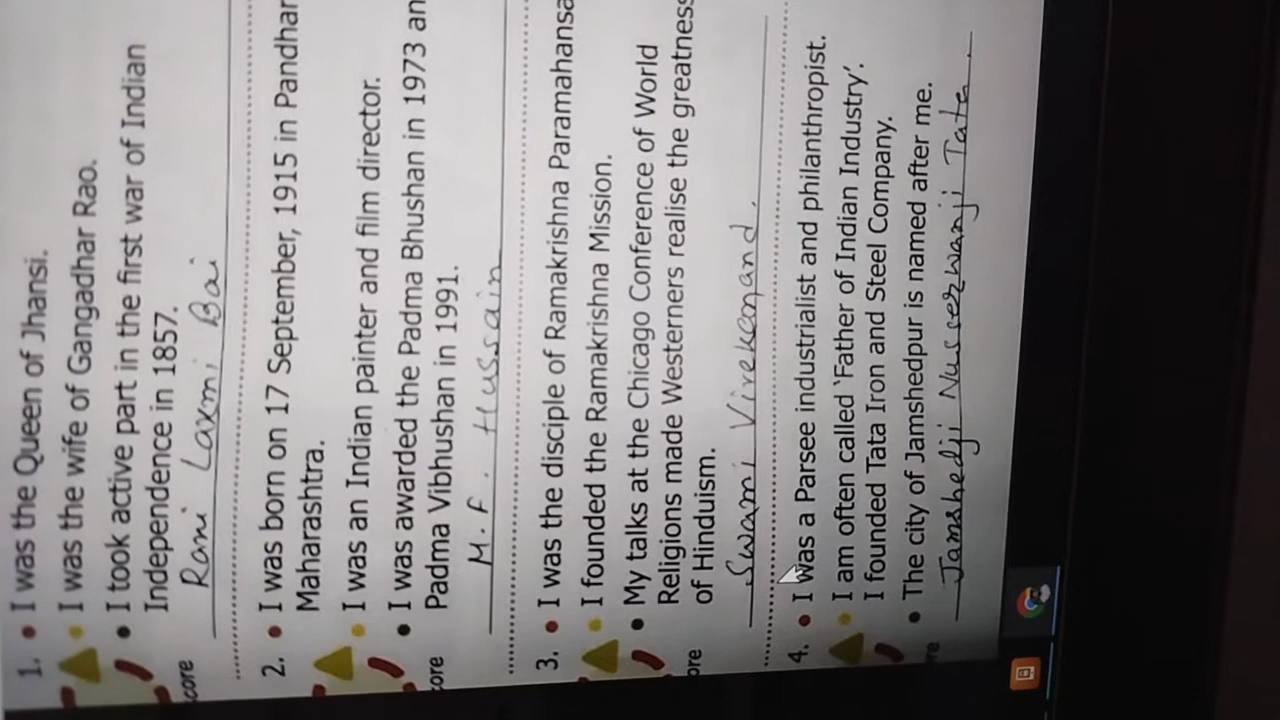 1. • I was the Queen of Jhansi.
• I was the wife of Gangadhar Rao.
• I took active part in the first war of Indian
Independence in 1857.
core
Rani Laxmi Bai
2. • I was born on 17 September, 1915 in Pandhar
Maharashtra.
• I was an Indian painter and film director.
• I was awarded the Padma Bhushan in 1973 an
Padma Vibhushan in 1991.
core
M. F. Hussain
3. • I was the disciple of Ramakrishna Paramahansa
• I founded the Ramakrishna Mission.
• My talks at the Chicago Conference of World
Religions made Westerners realise the greatness
of Hinduism.
ore
Swami Vivekanand.
4. • I was a Parsee industrialist and philanthropist.
• I am often called ‘Father of Indian Industry’.
I founded Tata Iron and Steel Company.
• The city of Jamshedpur is named after me.
re
Jamshedji Nusserwanji Tata.